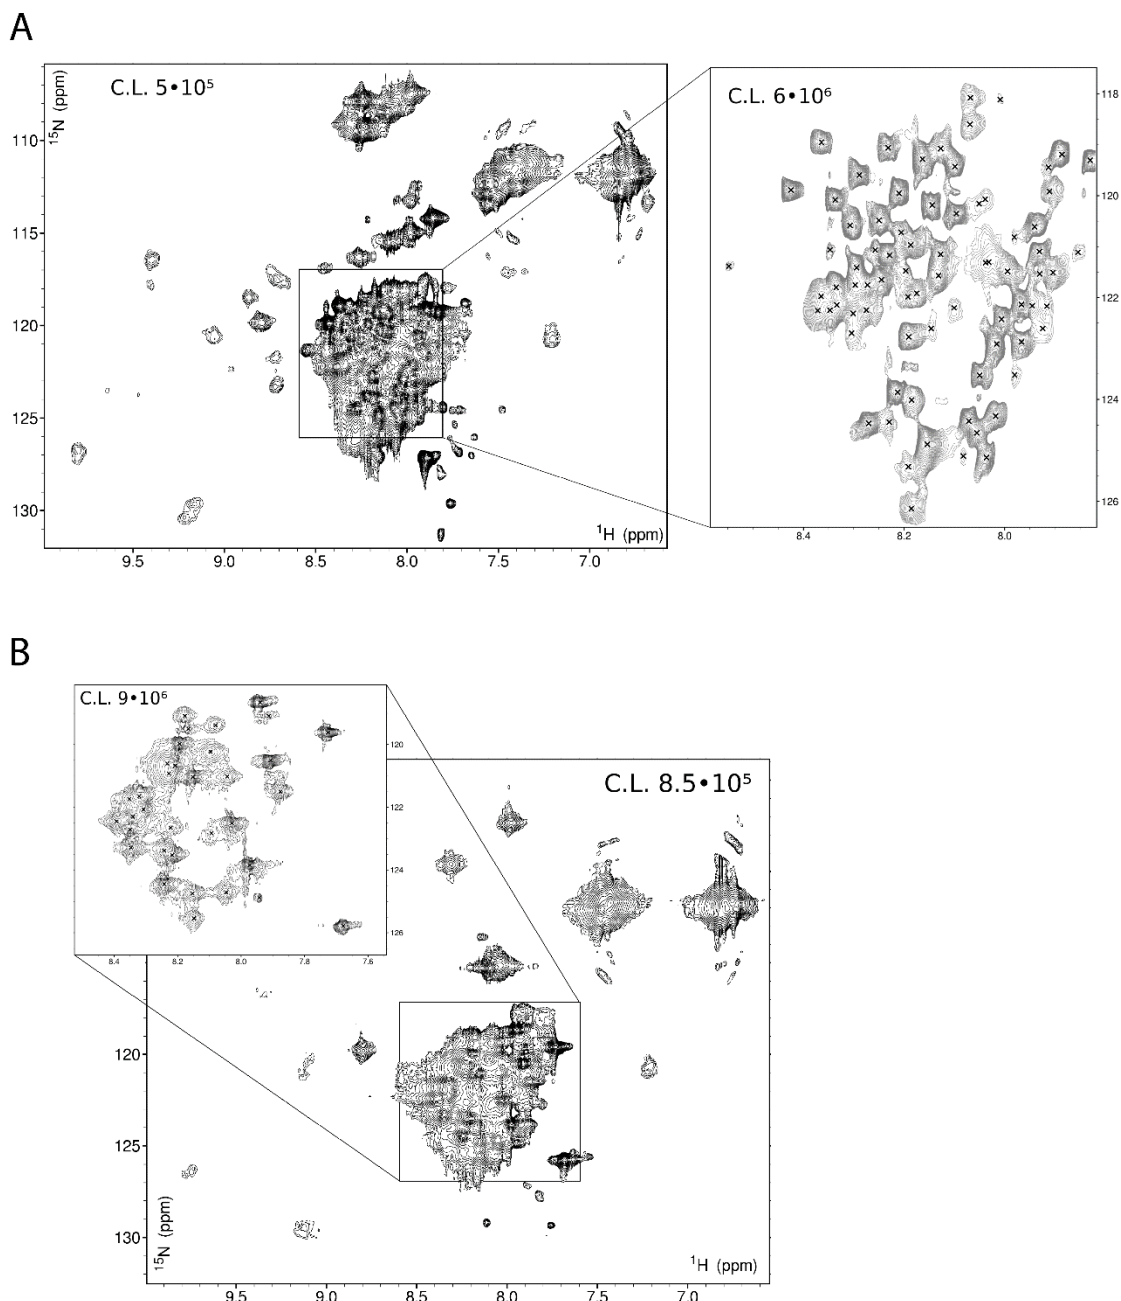 A
C.L. 5•10⁵
¹⁵N (ppm)
110
115
120
125
130
¹H (ppm)
9.5 9.0 8.5 8.0 7.5 7.0
C.L. 6•10⁶
118
120
122
124
126
8.4 8.2 8.0
B
C.L. 9•10⁶
120
122
124
126
8.4 8.2 8.0 7.8 7.6
C.L. 8.5•10⁵
120
125
130
¹⁵N (ppm)
¹H (ppm)
9.5 9.0 8.5 8.0 7.5 7.0